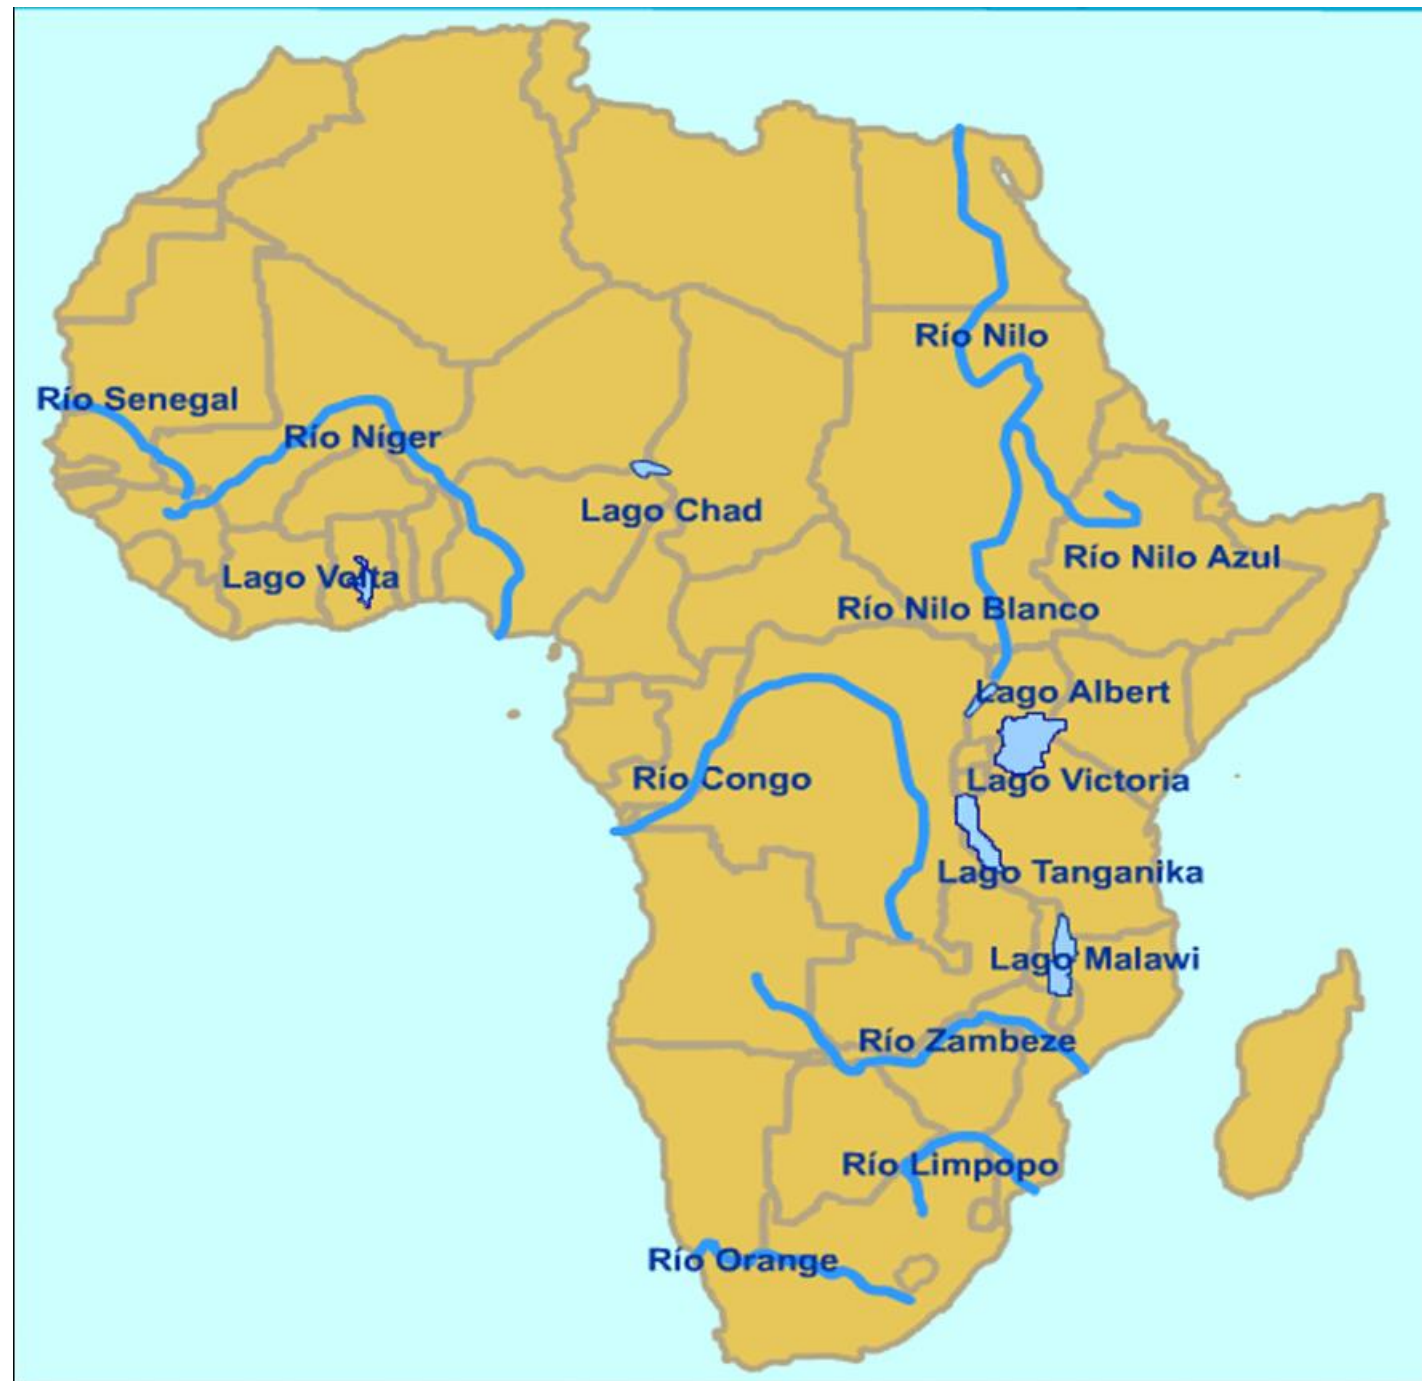 Río Nilo
Río Senegal
Río Níger
Lago Chad
Río Nilo Azul
Lago Volta
Río Nilo Blanco
Lago Albert
Río Congo
Lago Victoria
Lago Tanganika
Lago Malawi
Río Zambeze
Río Limpopo
Río Orange